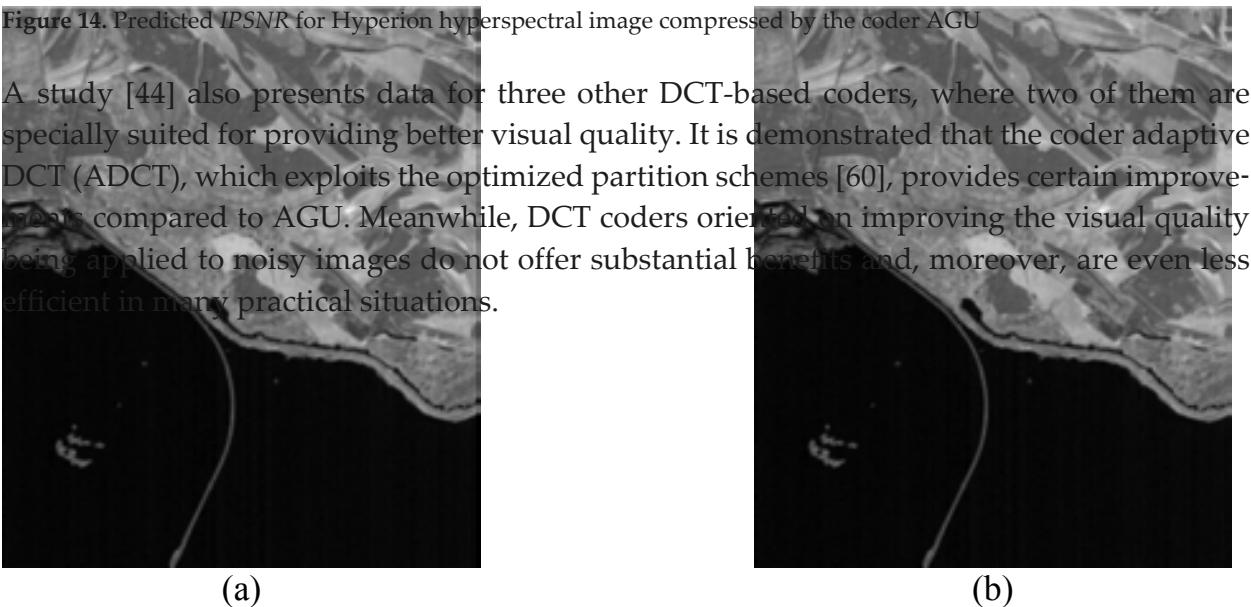 Figure 14. Predicted IPSNR for Hyperion hyperspectral image compressed by the coder AGU
A study [44] also presents data for three other DCT-based coders, where two of them are
specially suited for providing better visual quality. It is demonstrated that the coder adaptive
DCT (ADCT), which exploits the optimized partition schemes [60], provides certain improve-
ments compared to AGU. Meanwhile, DCT coders oriented on improving the visual quality
being applied to noisy images do not offer substantial benefits and, moreover, are even less
efficient in many practical situations.
(a)
(b)